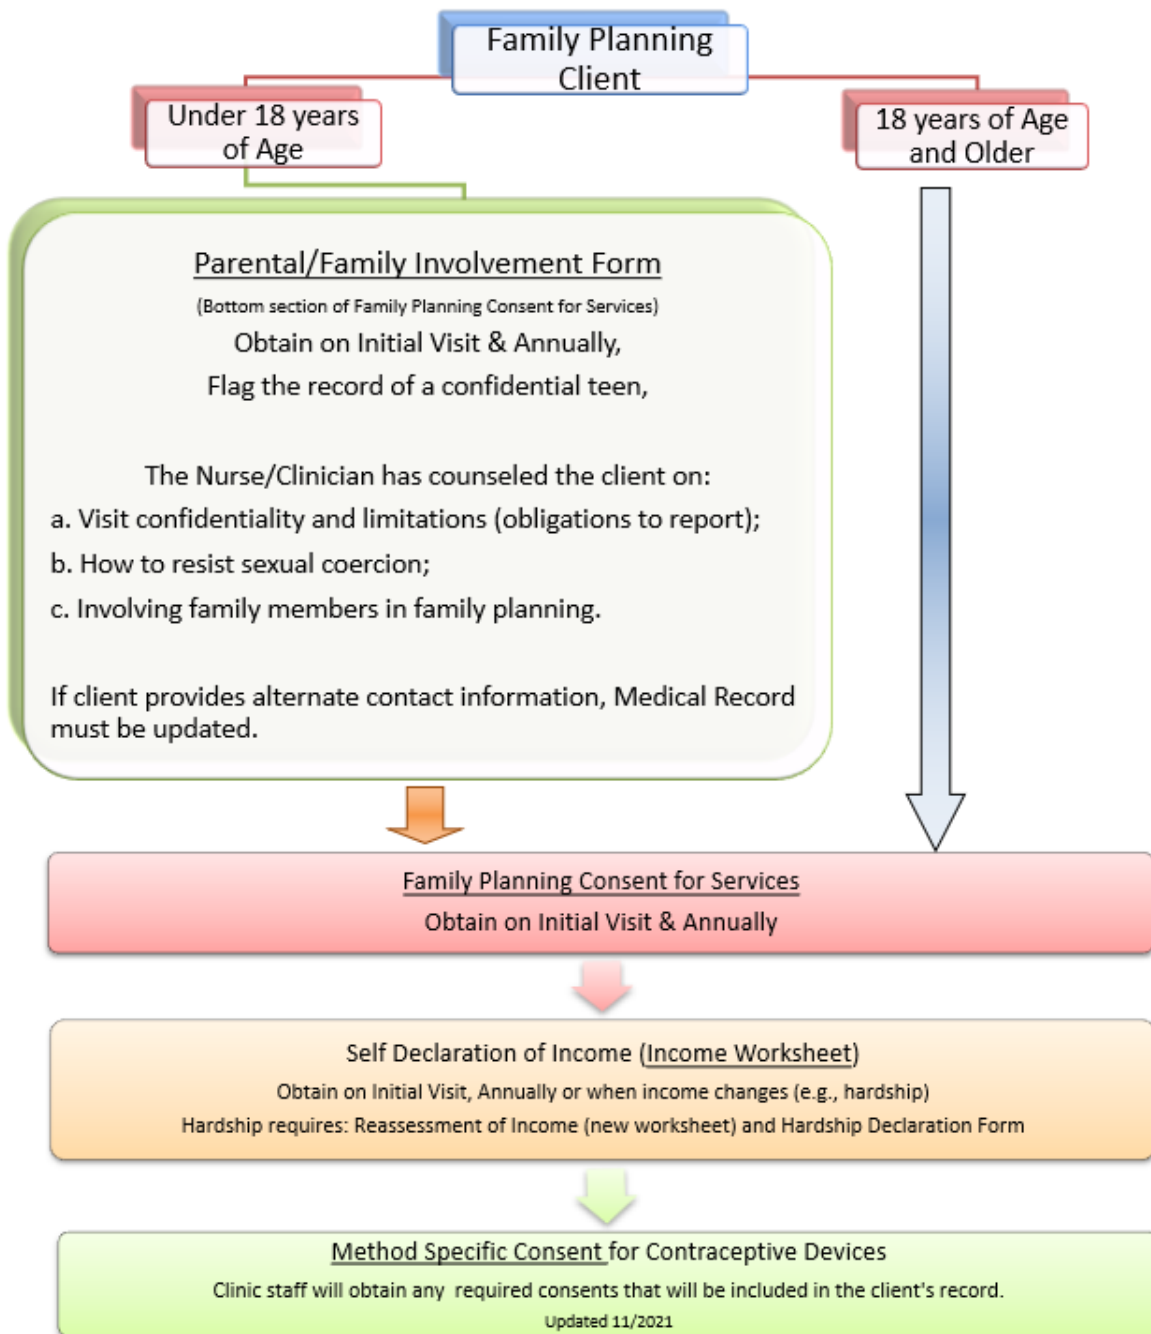 Family Planning
Client
Under 18 years
of Age
18 years of Age
and Older
Parental/Family Involvement Form
(Bottom section of Family Planning Consent for Services)
Obtain on Initial Visit & Annually,
Flag the record of a confidential teen,
The Nurse/Clinician has counseled the client on:
a. Visit confidentiality and limitations (obligations to report);
b. How to resist sexual coercion;
c. Involving family members in family planning.
If client provides alternate contact information, Medical Record
must be updated.
Family Planning Consent for Services
Obtain on Initial Visit & Annually
Self Declaration of Income (Income Worksheet)
Obtain on Initial Visit, Annually or when income changes (e.g., hardship)
Hardship requires: Reassessment of Income (new worksheet) and Hardship Declaration Form
Method Specific Consent for Contraceptive Devices
Clinic staff will obtain any  required consents that will be included in the client's record.
Updated 11/2021